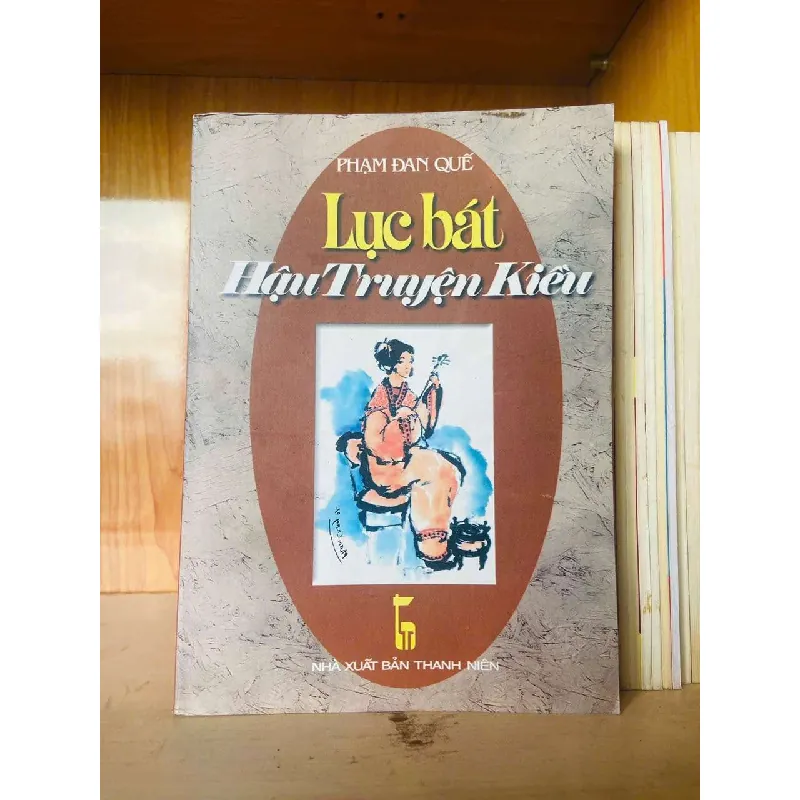 PHẠM ĐAN QUẾ
Lục bát
Hậu Truyện Kiều
NHÀ XUẤT BẢN THANH NIÊN